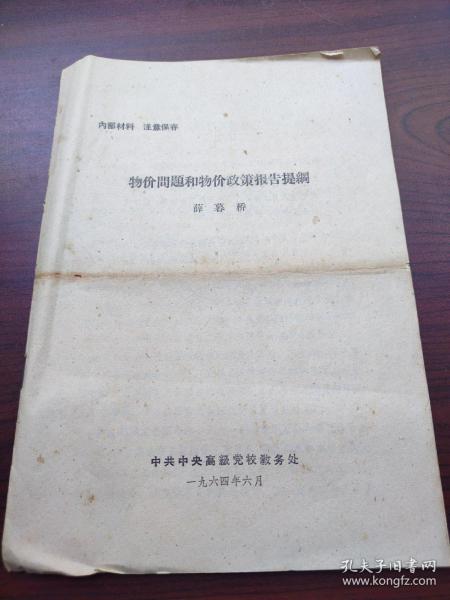 内部材料 注意保存
物价問題和物价政策报告提綱
薛暮桥
中共中央高級党校教务处
一九六四年六月
孔夫子旧书网
www.kongfz.com